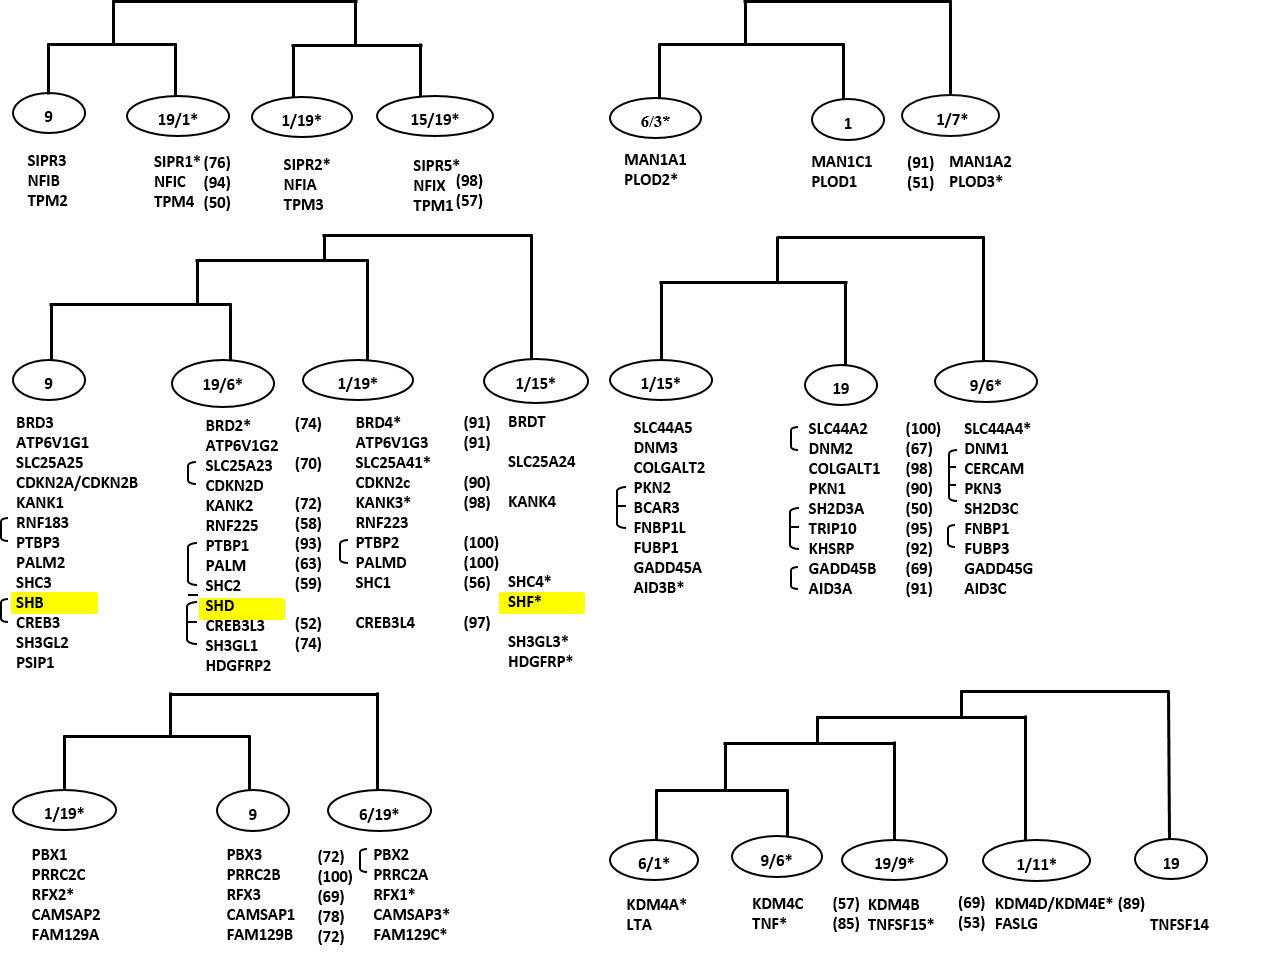 9 19/1* 1/19* 15/19*
SIPR3 SIPR1* (76) SIPR2* SIPR5*
NFIB NFIC (94) NFIA NFIX (98)
TPM2 TPM4 (50) TPM3 TPM1 (57)
6/3* 1 1/7*
MAN1A1 MAN1C1 (91) MAN1A2
PLOD2* PLOD1 (51) PLOD3*
9 19/6* 1/19* 1/15*
BRD3 BRD2* (74) BRD4* (91) BRDT
ATP6V1G1 ATP6V1G2 ATP6V1G3 (91)
SLC25A25 SLC25A23 (70) SLC25A41* SLC25A24
CDKN2A/CDKN2B CDKN2D CDKN2c (90)
KANK1 KANK2 (72) KANK3* (98) KANK4
RNF183 RNF225 (58) RNF223
PTBP3 PTBP1 (93) PTBP2 (100)
PALM2 PALM (63) PALMD (100)
SHC3 SHC2 (59) SHC1 (56) SHC4*
SHB SHD SHF*
CREB3 CREB3L3 (52) CREB3L4 (97)
SH3GL2 SH3GL1 (74) SH3GL3*
PSIP1 HDGFRP2 HDGFRP*
1/15* 19 9/6*
SLC44A5 SLC44A2 (100) SLC44A4*
DNM3 DNM2 (67) DNM1
COLGALT2 COLGALT1 (98) CERCAM
PKN2 PKN1 (90) PKN3
BCAR3 SH2D3A (50) SH2D3C
FNBP1L TRIP10 (95) FNBP1
FUBP1 KHSRP (92) FUBP3
GADD45A GADD45B (69) GADD45G
AID3B* AID3A (91) AID3C
1/19* 9 6/19*
PBX1 PBX3 (72) PBX2
PRRC2C PRRC2B (100) PRRC2A
RFX2* RFX3 (69) RFX1*
CAMSAP2 CAMSAP1 (78) CAMSAP3*
FAM129A FAM129B (72) FAM129C*
6/1* 9/6* 19/9* 1/11* 19
KDM4A* KDM4C (57) KDM4B (69) KDM4D/KDM4E* (89)
LTA TNF* (85) TNFSF15* (53) FASLG TNFSF14